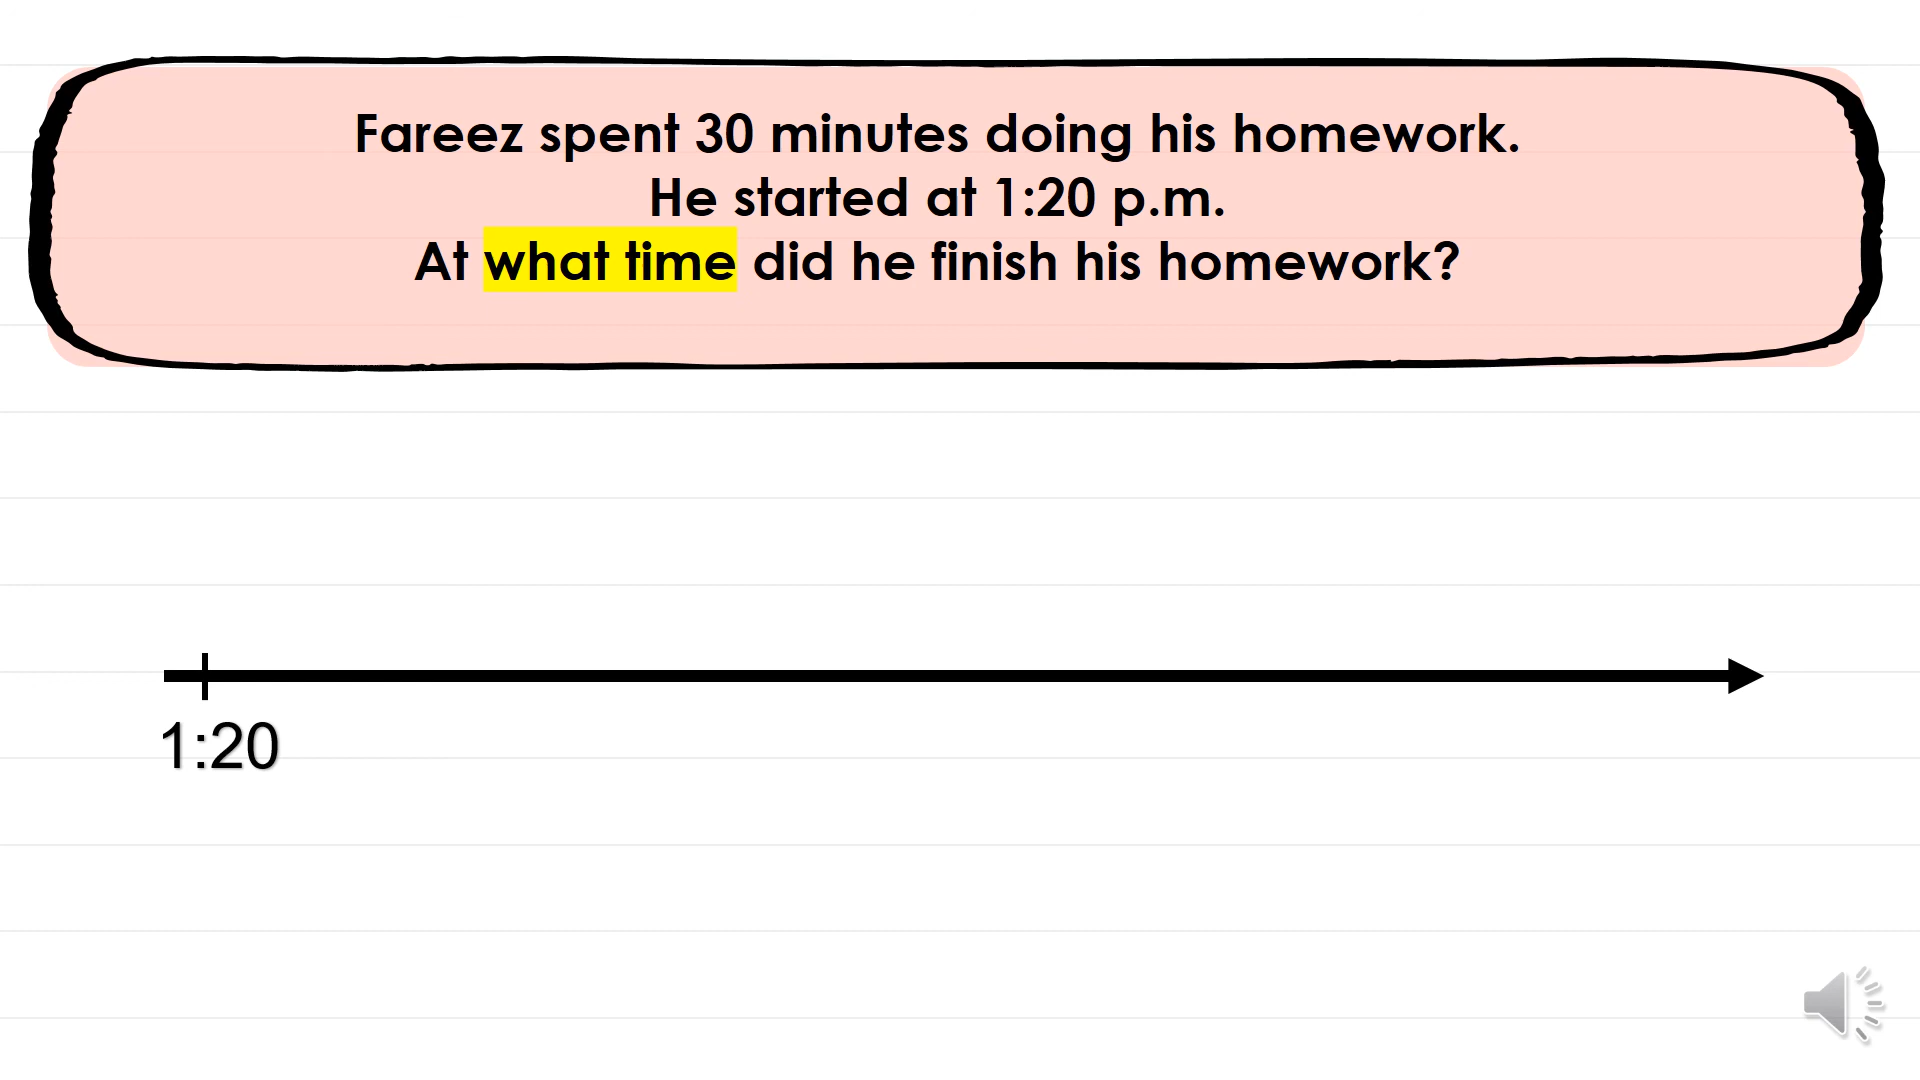 Fareez spent 30 minutes doing his homework.
He started at 1:20 p.m.
At what time did he finish his homework?
1:20